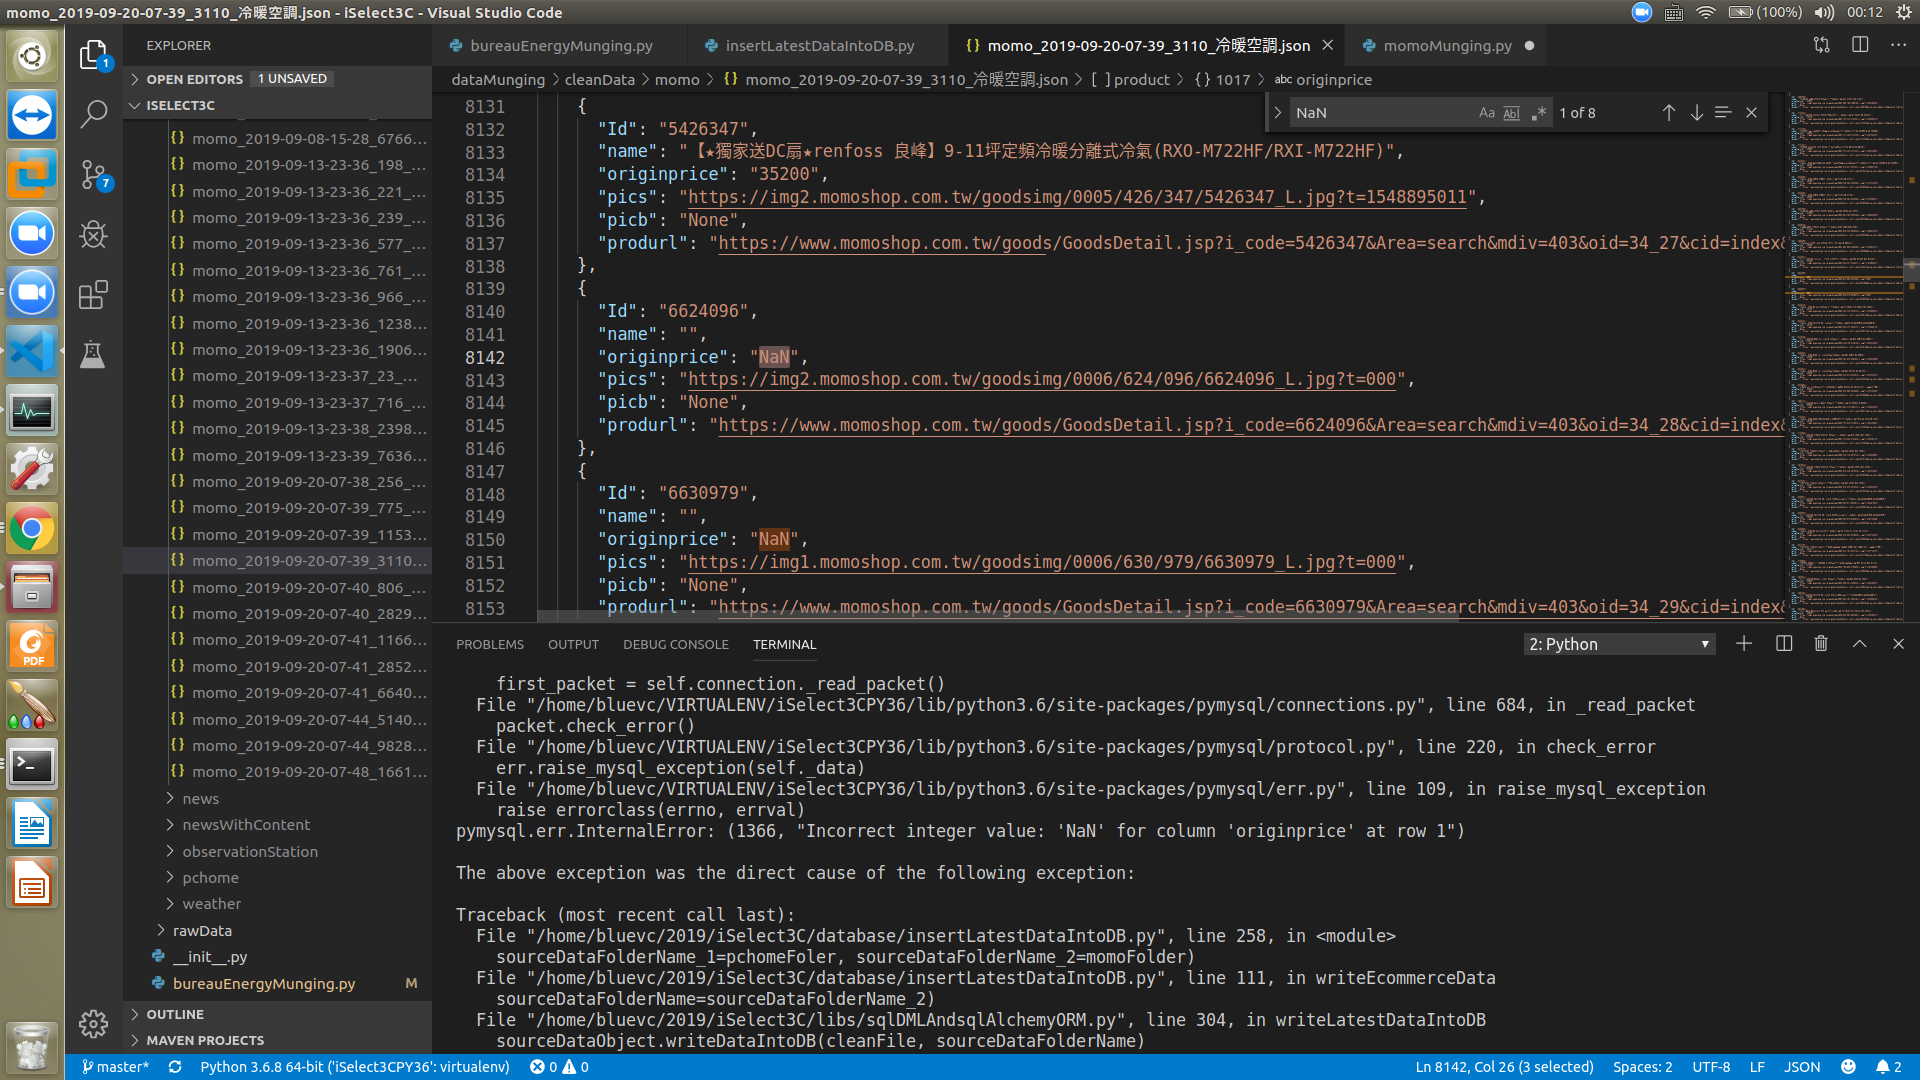 momo_2019-09-20-07-39_3110_冷暖空調.json - iSelect3C - Visual Studio Code
(100%)
00:12
EXPLORER
OPEN EDITORS 1 UNSAVED
ISELECT3C
momo_2019-09-08-15-28_6766...
momo_2019-09-13-23-36_198_...
momo_2019-09-13-23-36_221_...
momo_2019-09-13-23-36_239_...
momo_2019-09-13-23-36_577_...
momo_2019-09-13-23-36_761_...
momo_2019-09-13-23-36_966_...
momo_2019-09-13-23-36_1238...
momo_2019-09-13-23-36_1906...
momo_2019-09-13-23-37_23_...
momo_2019-09-13-23-37_716_...
momo_2019-09-13-23-38_2398...
momo_2019-09-13-23-39_7636...
momo_2019-09-20-07-38_256_...
momo_2019-09-20-07-39_775_...
momo_2019-09-20-07-39_1153...
momo_2019-09-20-07-39_3110...
momo_2019-09-20-07-40_806_...
momo_2019-09-20-07-40_2829...
momo_2019-09-20-07-41_1166...
momo_2019-09-20-07-41_2852...
momo_2019-09-20-07-41_6640...
momo_2019-09-20-07-44_5140...
momo_2019-09-20-07-44_9828...
momo_2019-09-20-07-48_1661...
news
newsWithContent
observationStation
pchome
weather
rawData
__init__.py
bureauEnergyMunging.py M
OUTLINE
MAVEN PROJECTS
1
7
PDF
bureauEnergyMunging.py
insertLatestDataIntoDB.py
{} momo_2019-09-20-07-39_3110_冷暖空調.json
momoMunging.py
dataMunging > cleanData > momo > {} momo_2019-09-20-07-39_3110_冷暖空調.json > [ ] product > {} 1017 > abc originprice
NaN Aa Abl .* 1 of 8
8131 {
8132 "Id": "5426347",
8133 "name": "【★獨家送DC扇★renfoss 良峰】9-11坪定頻冷暖分離式冷氣(RXO-M722HF/RXI-M722HF)",
8134 "originprice": "35200",
8135 "pics": "https://img2.momoshop.com.tw/goodsimg/0005/426/347/5426347_L.jpg?t=1548895011",
8136 "picb": "None",
8137 "produrl": "https://www.momoshop.com.tw/goods/GoodsDetail.jsp?i_code=5426347&Area=search&mdiv=403&oid=34_27&cid=index&
8138 },
8139 {
8140 "Id": "6624096",
8141 "name": "",
8142 "originprice": "NaN",
8143 "pics": "https://img2.momoshop.com.tw/goodsimg/0006/624/096/6624096_L.jpg?t=000",
8144 "picb": "None",
8145 "produrl": "https://www.momoshop.com.tw/goods/GoodsDetail.jsp?i_code=6624096&Area=search&mdiv=403&oid=34_28&cid=index&
8146 },
8147 {
8148 "Id": "6630979",
8149 "name": "",
8150 "originprice": "NaN",
8151 "pics": "https://img1.momoshop.com.tw/goodsimg/0006/630/979/6630979_L.jpg?t=000",
8152 "picb": "None",
8153 "produrl": "https://www.momoshop.com.tw/goods/GoodsDetail.jsp?i_code=6630979&Area=search&mdiv=403&oid=34_29&cid=index&
PROBLEMS OUTPUT DEBUG CONSOLE TERMINAL 2: Python
first_packet = self.connection._read_packet()
File "/home/bluevc/VIRTUALENV/iSelect3CPY36/lib/python3.6/site-packages/pymysql/connections.py", line 684, in _read_packet
packet.check_error()
File "/home/bluevc/VIRTUALENV/iSelect3CPY36/lib/python3.6/site-packages/pymysql/protocol.py", line 220, in check_error
err.raise_mysql_exception(self._data)
File "/home/bluevc/VIRTUALENV/iSelect3CPY36/lib/python3.6/site-packages/pymysql/err.py", line 109, in raise_mysql_exception
raise errorclass(errno, errval)
pymysql.err.InternalError: (1366, "Incorrect integer value: 'NaN' for column 'originprice' at row 1")
The above exception was the direct cause of the following exception:
Traceback (most recent call last):
File "/home/bluevc/2019/iSelect3C/database/insertLatestDataIntoDB.py", line 258, in <module>
sourceDataFolderName_1=pchomeFoler, sourceDataFolderName_2=momoFolder)
File "/home/bluevc/2019/iSelect3C/database/insertLatestDataIntoDB.py", line 111, in writeEcommerceData
sourceDataFolderName=sourceDataFolderName_2)
File "/home/bluevc/2019/iSelect3C/libs/sqlDMLAndsqlAlchemyORM.py", line 304, in writeLatestDataIntoDB
sourceDataObject.writeDataIntoDB(cleanFile, sourceDataFolderName)
master* Python 3.6.8 64-bit ('iSelect3CPY36': virtualenv) 0 0
Ln 8142, Col 26 (3 selected) Spaces: 2 UTF-8 LF JSON 2